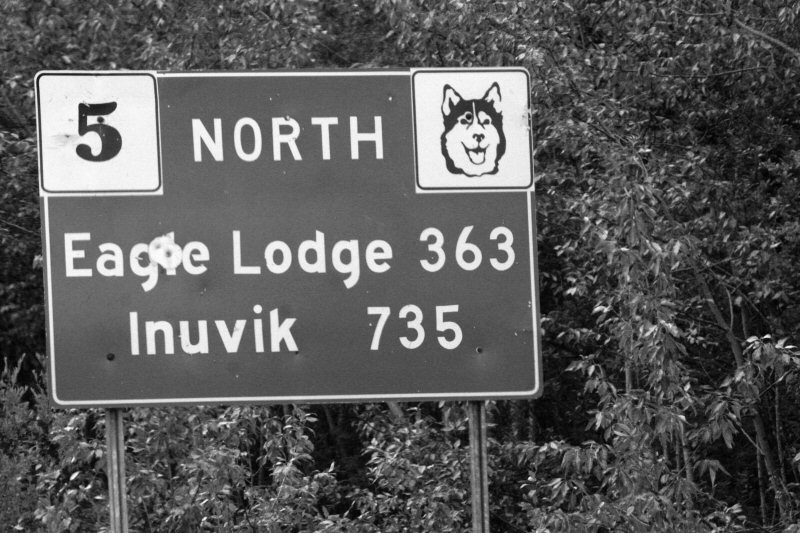 5 NORTH
Eagle Lodge 363
Inuvik 735